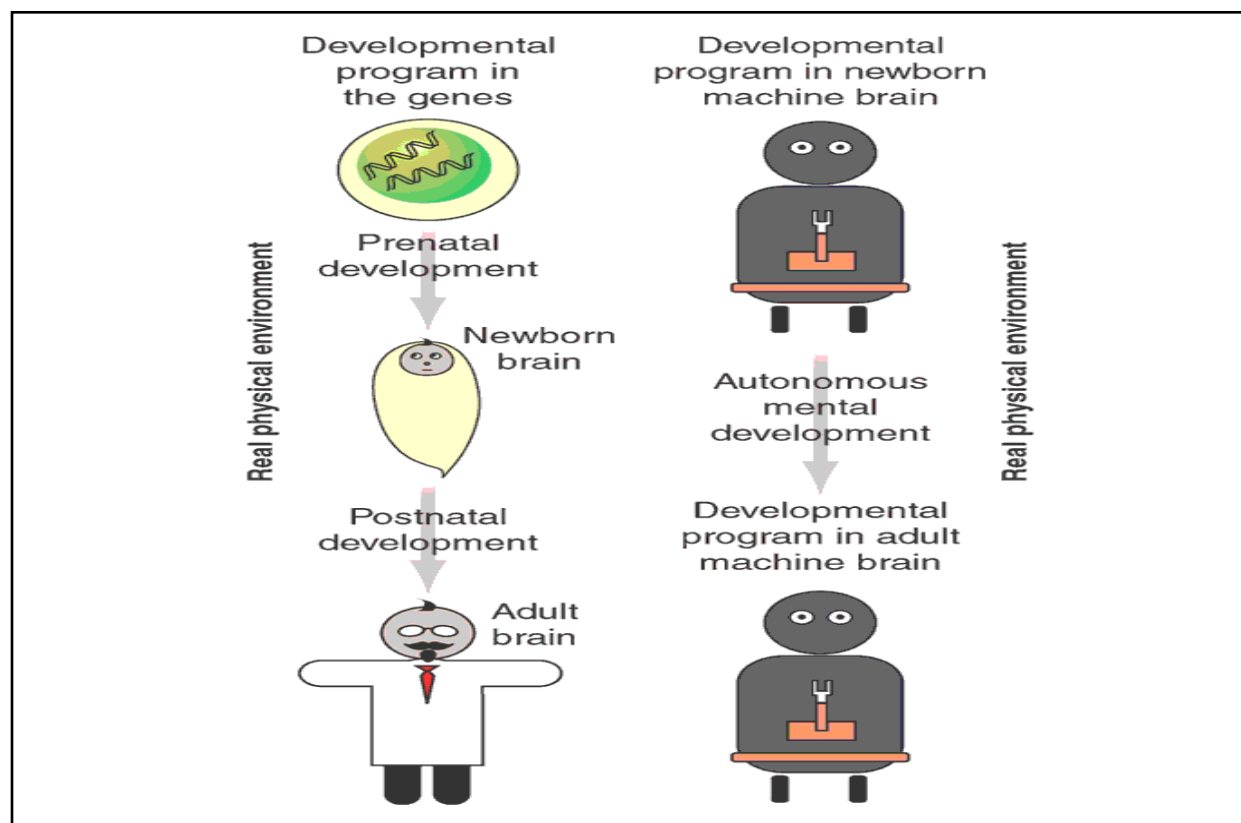 Developmental
program in
the genes
Prenatal
development
Newborn
brain
Postnatal
development
Adult
brain
Real physical environment
Developmental
program in newborn
machine brain
Autonomous
mental
development
Developmental
program in adult
machine brain
Real physical environment